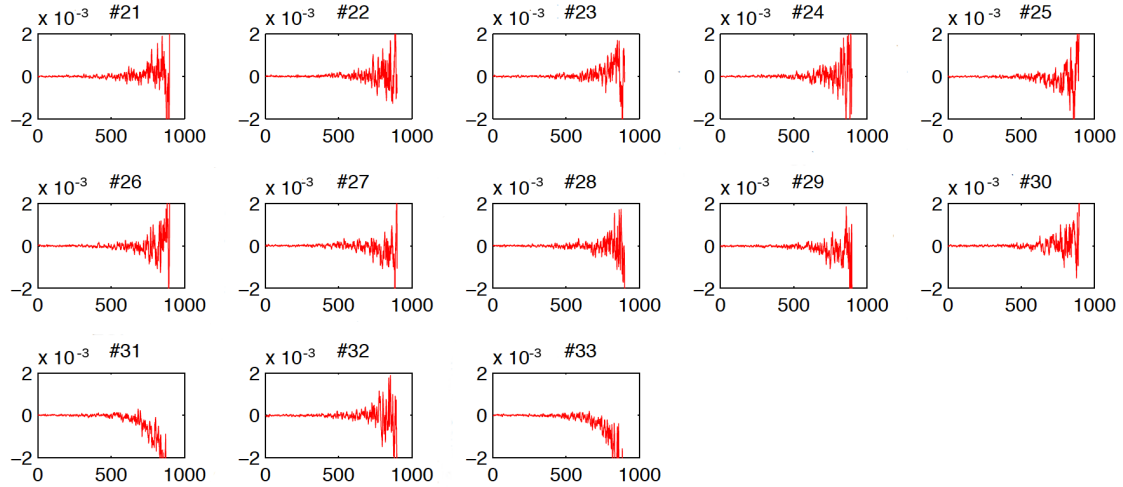 x 10-3 #21 x 10-3 #22 x 10-3 #23 x 10-3 #24 x 10-3 #25
2 2 2 2 2
0 0 0 0 0
−2 −2 −2 −2 −2
0 500 1000 0 500 1000 0 500 1000 0 500 1000 0 500 1000
x 10-3 #26 x 10-3 #27 x 10-3 #28 x 10-3 #29 x 10-3 #30
2 2 2 2 2
0 0 0 0 0
−2 −2 −2 −2 −2
0 500 1000 0 500 1000 0 500 1000 0 500 1000 0 500 1000
x 10-3 #31 x 10-3 #32 x 10-3 #33
2 2 2
0 0 0
−2 −2 −2
0 500 1000 0 500 1000 0 500 1000